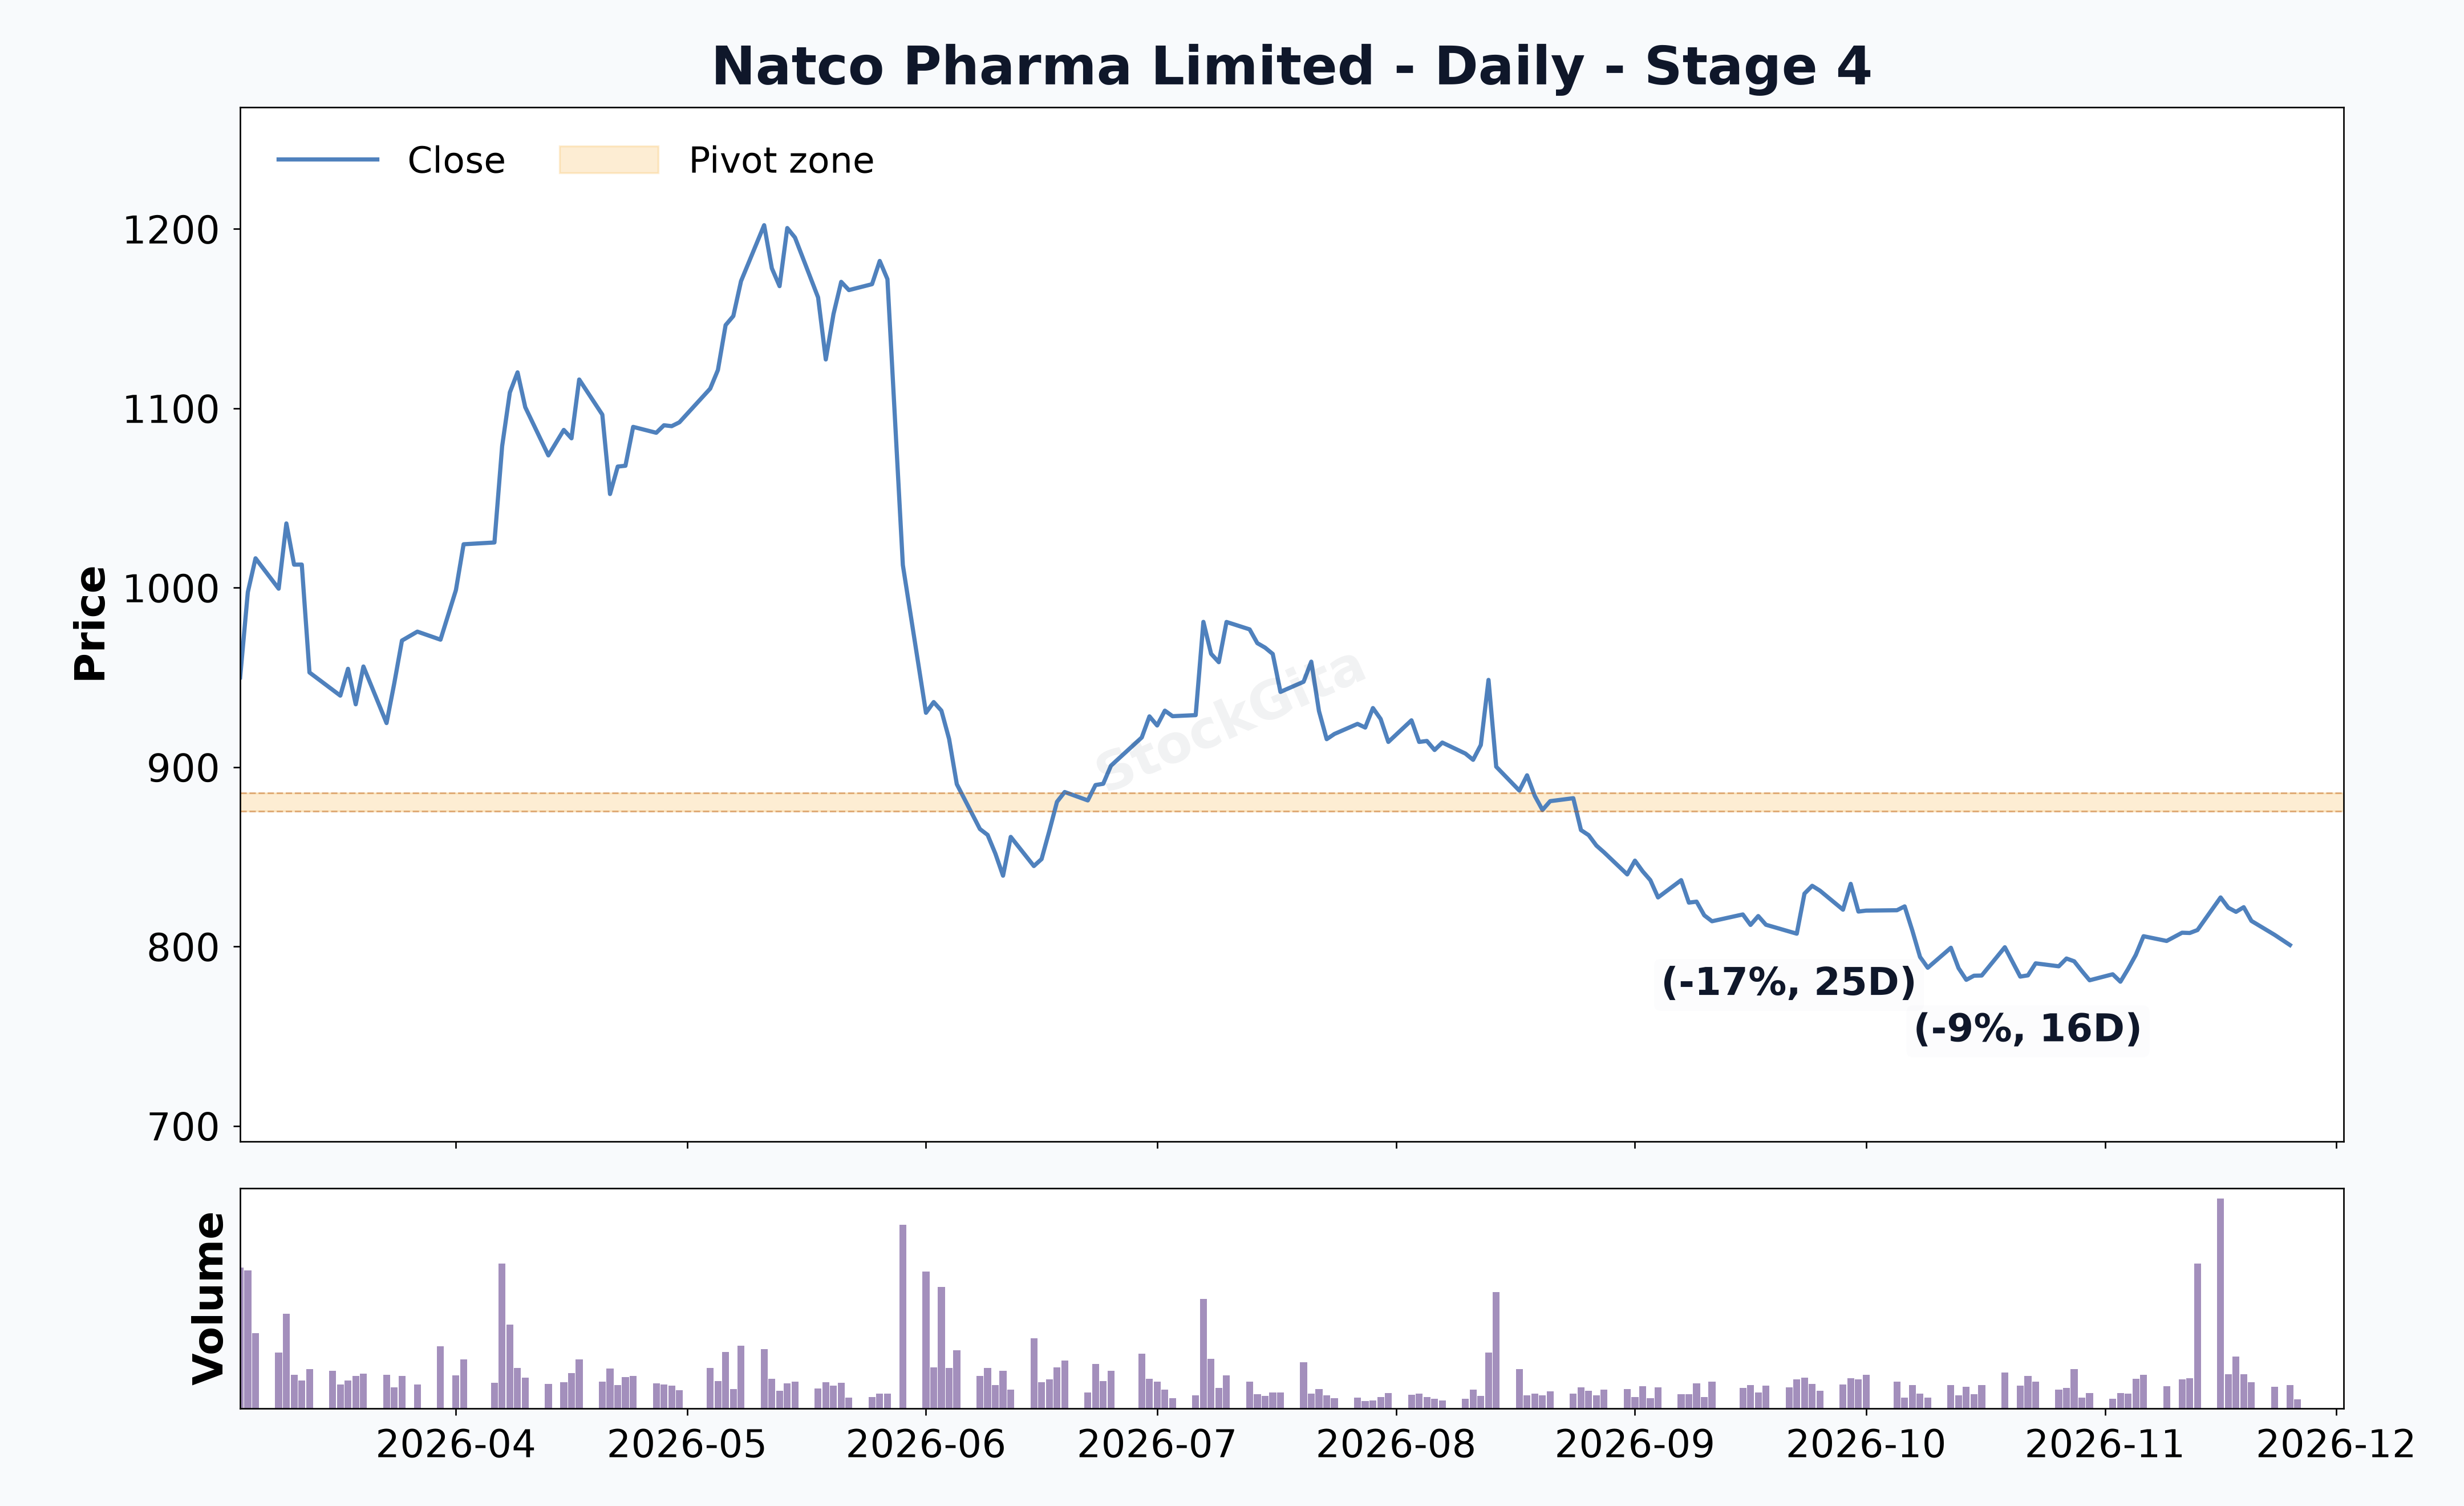 Natco Pharma Limited - Daily - Stage 4
Close
Pivot zone
Price
1200
1100
1000
900
800
700
StockGita
(-17%, 25D)
(-9%, 16D)
Volume
2026-04
2026-05
2026-06
2026-07
2026-08
2026-09
2026-10
2026-11
2026-12